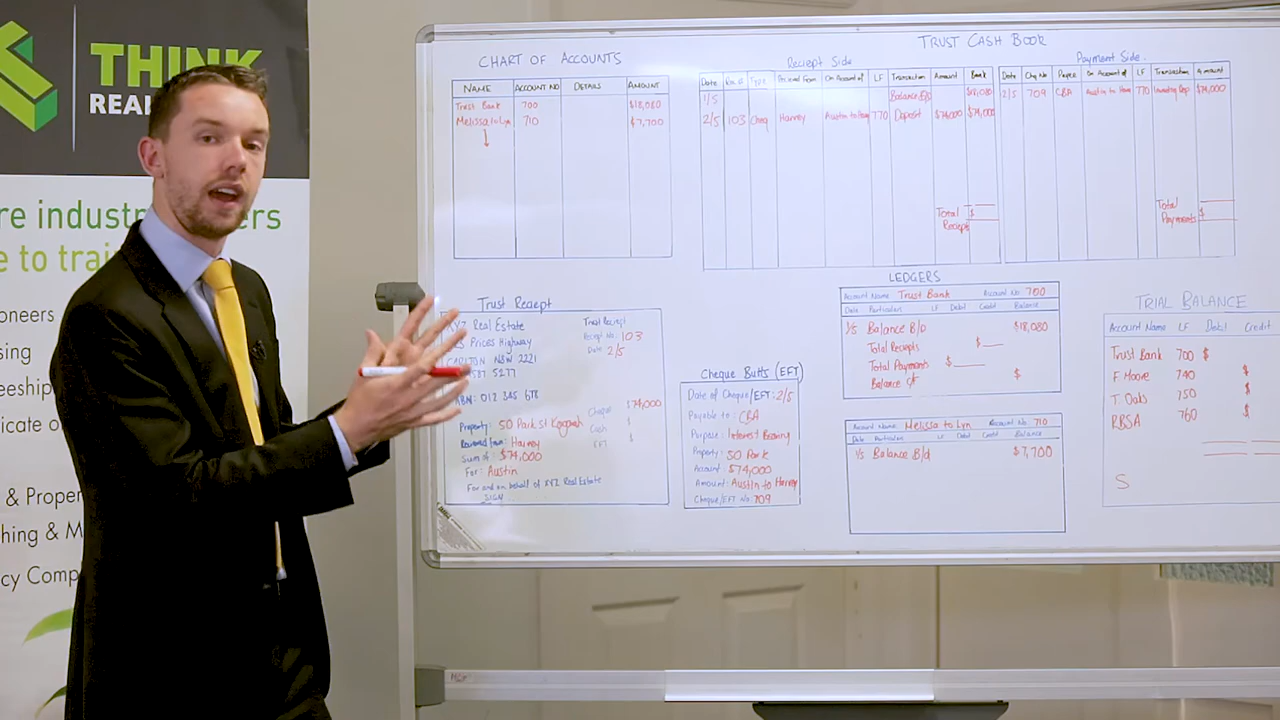 THINK
REAL
re industry
ers
e to trai
oneers
sing
eeship
icate o
& Proper
hing & M
cy Comp
CHART OF ACCOUNTS
NAME ACCOUNT NO DETAILS AMOUNT
Trust Bank 700 $18,080
Melissa to Lyn 710 $7,700
TRUST CASH BOOK
Reciept Side
Payment Side.
Date Rec # Type Recieved From On Account of LF Transaction Amount Bank
1/5 Balance B/D $18,080
2/5 103 Cheq Harvey Austin to Harvey 770 Deposit $74,000 $74,000
Total Receipts $
Date Chq No. Payee On Account of LF Transaction Amount
2/5 709 CBA Austin to Harv 770 $74,000
Total Payments $
Trust Reciept
XYZ Real Estate
Prices Highway
CARLTON NSW 2221
5277
ABN: 012 345 678
Trust Reciept
Reciept No. 103
Date 2/5
Property: 50 Park St Kogarah
Recieved from: Harvey
Sum of: $74,000
For: Austin
For and on behalf of XYZ Real Estate
SIGN
Cheque $74,000
Cash $
EFT $
Cheque Butts (EFT)
Date of Cheque/EFT: 2/5
Payable to: CBA
Purpose: Interest Bearing
Property: 50 Park
Account: $74,000
Amount: Austin to Harvey
Cheque/EFT No: 709
LEDGERS
Account Name: Trust Bank Account No: 700
Date Particulars LF Debit Credit Balance
1/5 Balance B/D $18,080
Total Receipts $
Total Payments $
Balance c/f $
Account Name: Melissa to Lyn Account No. 710
Date Particulars LF Debit Credit Balance
1/5 Balance B/d $7,700
TRIAL BALANCE
Account Name LF Debit Credit
Trust Bank 700 $
F Moore 740 $
T Oats 750 $
RBSA 760 $
S